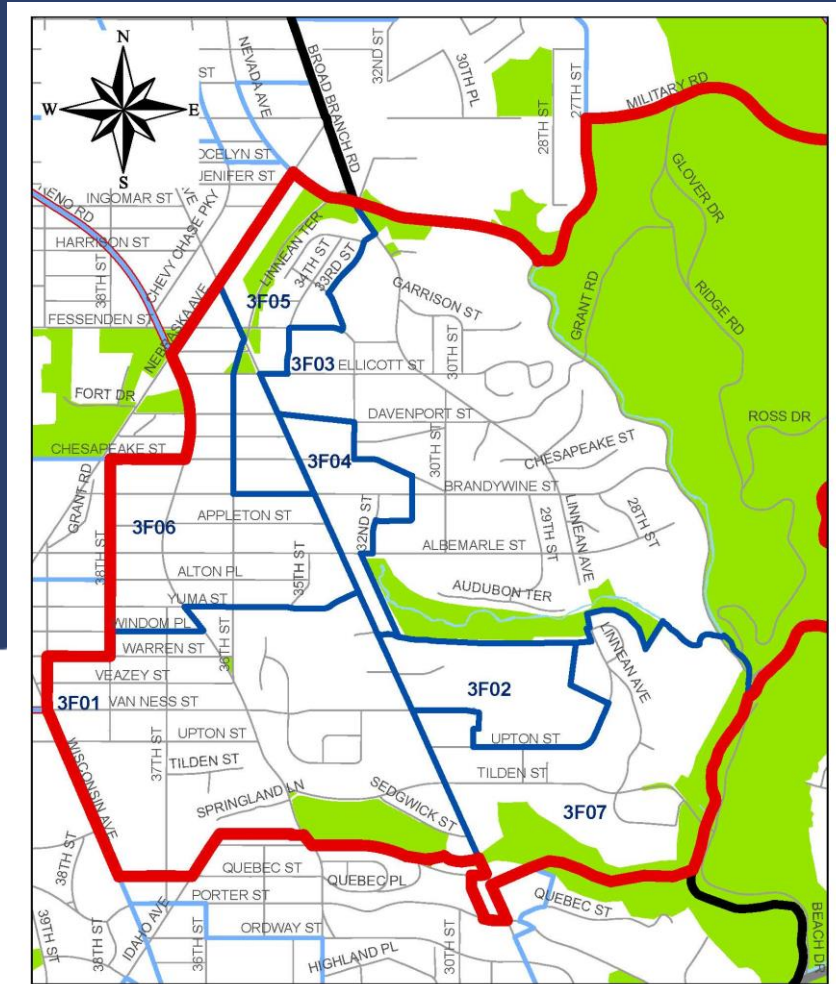 N
W
E
S
ST
NEVADA AVE
BROAD BRANCH RD
32ND ST
30TH PL
28TH ST
27TH ST
MILITARY RD
OCELYN ST
JENIFER ST
INGOMAR ST
HARRISON ST
38TH ST
VE
CHEVY CHASE PKY
LINNEAN TER
34TH ST
33RD ST
GLOVER DR
3F05
GARRISON ST
GRANT RD
RIDGE RD
FESSENDEN ST
NEBRASKA AVE
3F03
ELLICOTT ST
30TH ST
FORT DR
DAVENPORT ST
ROSS DR
CHESAPEAKE ST
3F04
30TH ST
CHESAPEAKE ST
BRANDYWINE ST
GRANT RD
3F06
APPLETON ST
32ND ST
29TH ST
LINNEAN AVE
28TH ST
38TH ST
ALBEMARLE ST
ALTON PL
35TH ST
AUDUBON TER
YUMA ST
WINDOM PL
36TH ST
WARREN ST
LINNEAN AVE
VEAZEY ST
3F02
3F01
VAN NESS ST
UPTON ST
UPTON ST
WISCONSIN AVE
37TH ST
TILDEN ST
TILDEN ST
SPRINGLAND LN
SEDGWICK ST
3F07
38TH ST
QUEBEC ST
QUEBEC PL
QUEBEC ST
PORTER ST
39TH ST
38TH ST
IDAHO AVE
36TH ST
ORDWAY ST
HIGHLAND PL
30TH ST
BEACH DR